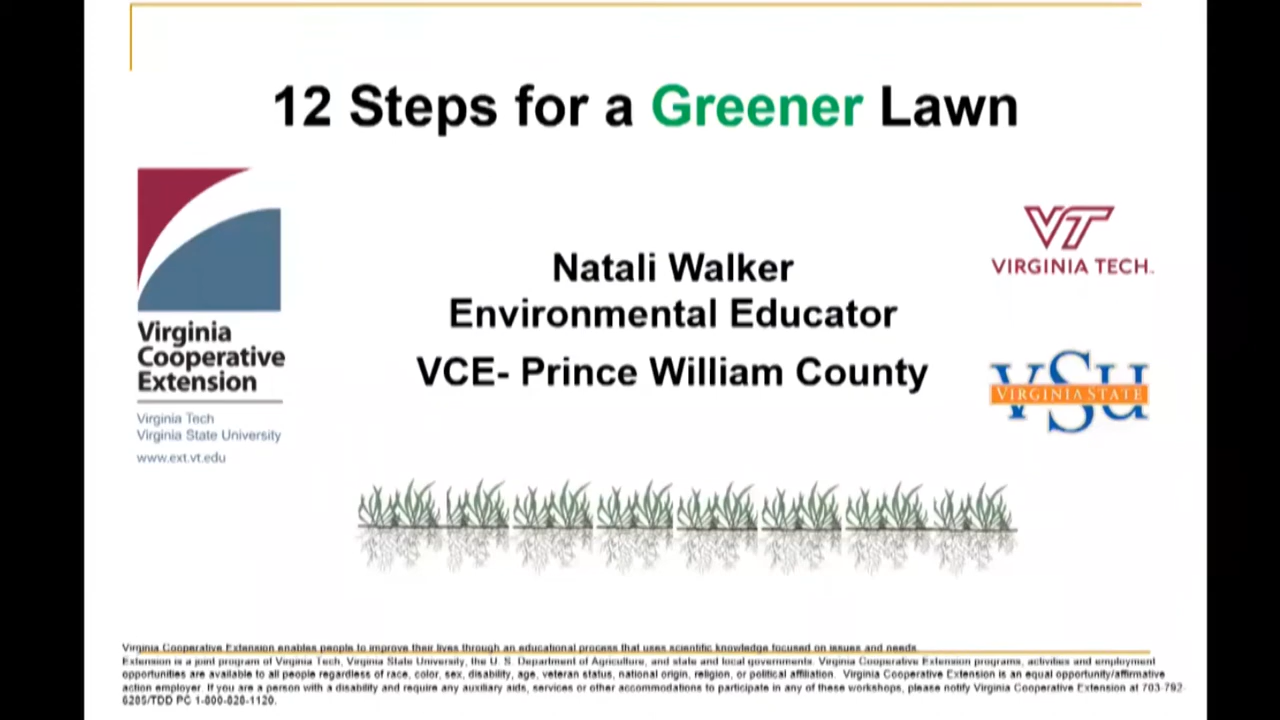 12 Steps for a Greener Lawn
Virginia
Cooperative
Extension
Virginia Tech
Virginia State University
www.ext.vt.edu
Natali Walker
Environmental Educator
VCE- Prince William County
VT
VIRGINIA TECH.
VSU
VIRGINIA STATE
Virginia Cooperative Extension enables people to improve their lives through an educational process that uses scientific knowledge focused on issues and needs.
Extension is a joint program of Virginia Tech, Virginia State University, the U. S. Department of Agriculture, and state and local governments. Virginia Cooperative Extension programs, activities and employment
opportunities are available to all people regardless of race, color, sex, disability, age, veteran status, national origin, religion, or political affiliation. Virginia Cooperative Extension is an equal opportunity/affirmative
action employer. If you are a person with a disability and require any auxiliary aids, services or other accommodations to participate in any of these workshops, please notify Virginia Cooperative Extension at 703-792-
6285/TDD PC 1-800-828-1120.